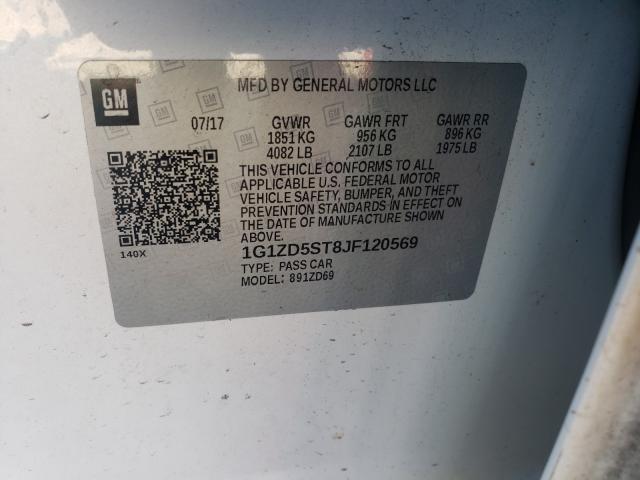 GM
MFD BY GENERAL MOTORS LLC
07/17 GVWR GAWR FRT GAWR RR
1851 KG 956 KG 896 KG
4082 LB 2107 LB 1975 LB
THIS VEHICLE CONFORMS TO ALL
APPLICABLE U.S. FEDERAL MOTOR
VEHICLE SAFETY, BUMPER, AND THEFT
PREVENTION STANDARDS IN EFFECT ON
THE DATE OF MANUFACTURE SHOWN
ABOVE.
140X
1G1ZD5ST8JF120569
TYPE: PASS CAR
MODEL: 891ZD69